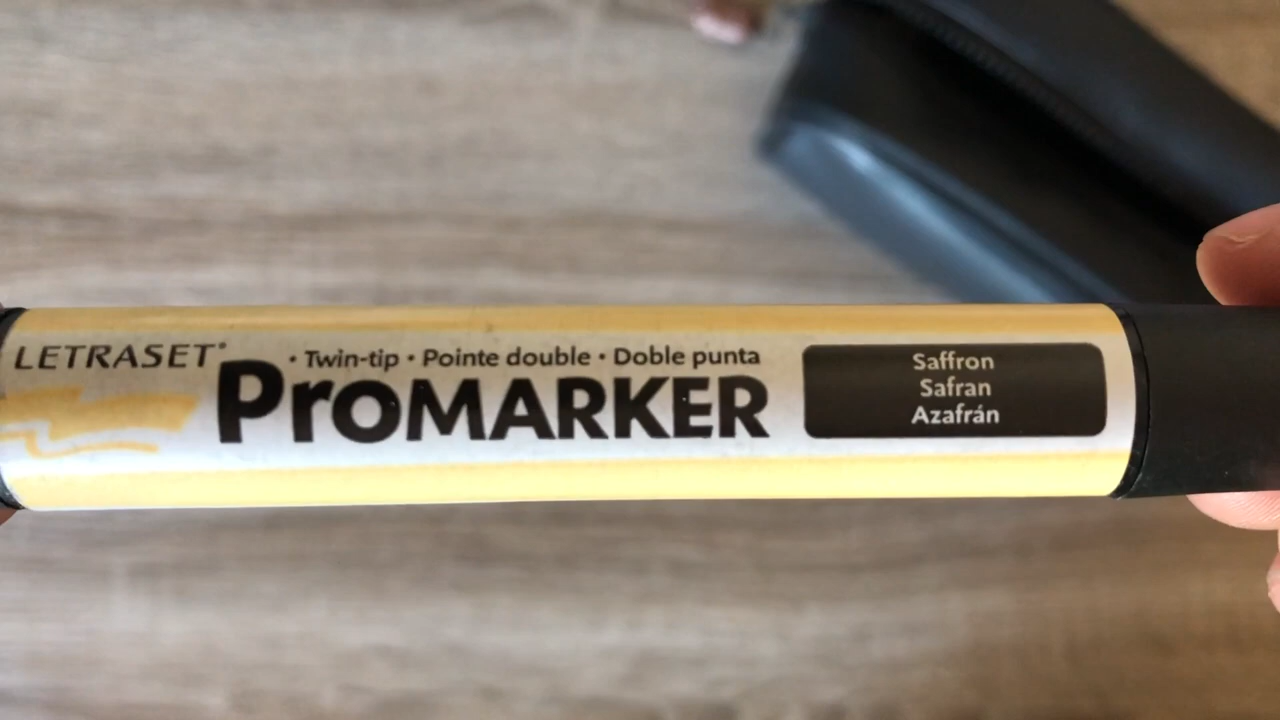 LETRASET®
• Twin-tip • Pointe double • Doble punta
PROMARKER
Saffron
Safran
Azafrán